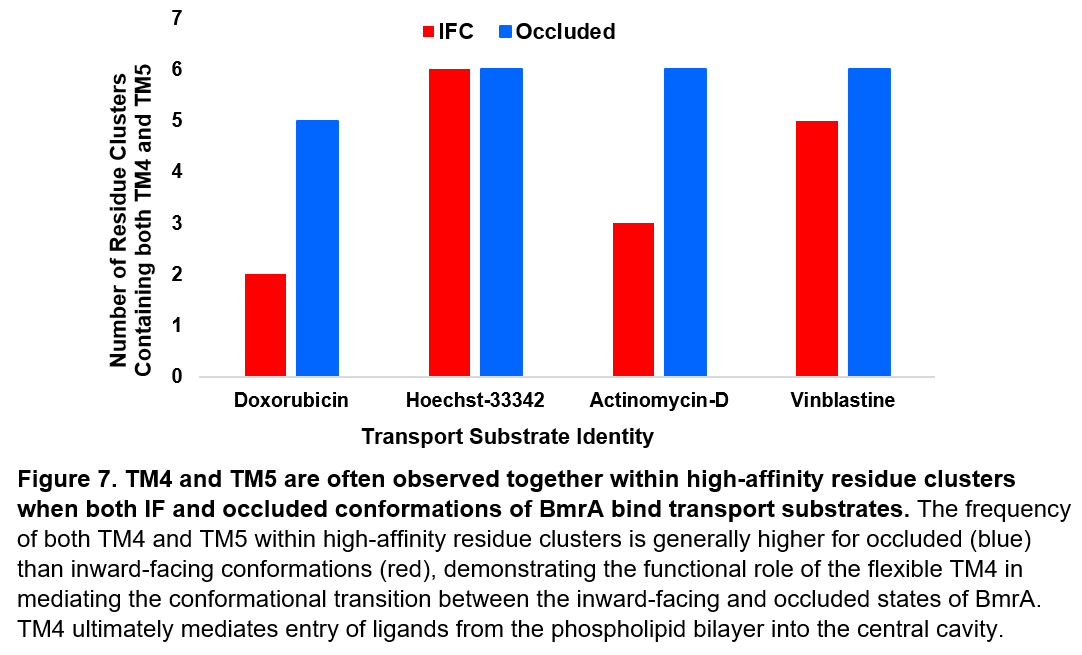 7
IFC Occluded
6
5
4
3
2
1
0
Number of Residue Clusters
Containing both TM4 and TM5
Doxorubicin Hoechst-33342 Actinomycin-D Vinblastine
Transport Substrate Identity
Figure 7. TM4 and TM5 are often observed together within high-affinity residue clusters
when both IF and occluded conformations of BmrA bind transport substrates. The frequency
of both TM4 and TM5 within high-affinity residue clusters is generally higher for occluded (blue)
than inward-facing conformations (red), demonstrating the functional role of the flexible TM4 in
mediating the conformational transition between the inward-facing and occluded states of BmrA.
TM4 ultimately mediates entry of ligands from the phospholipid bilayer into the central cavity.